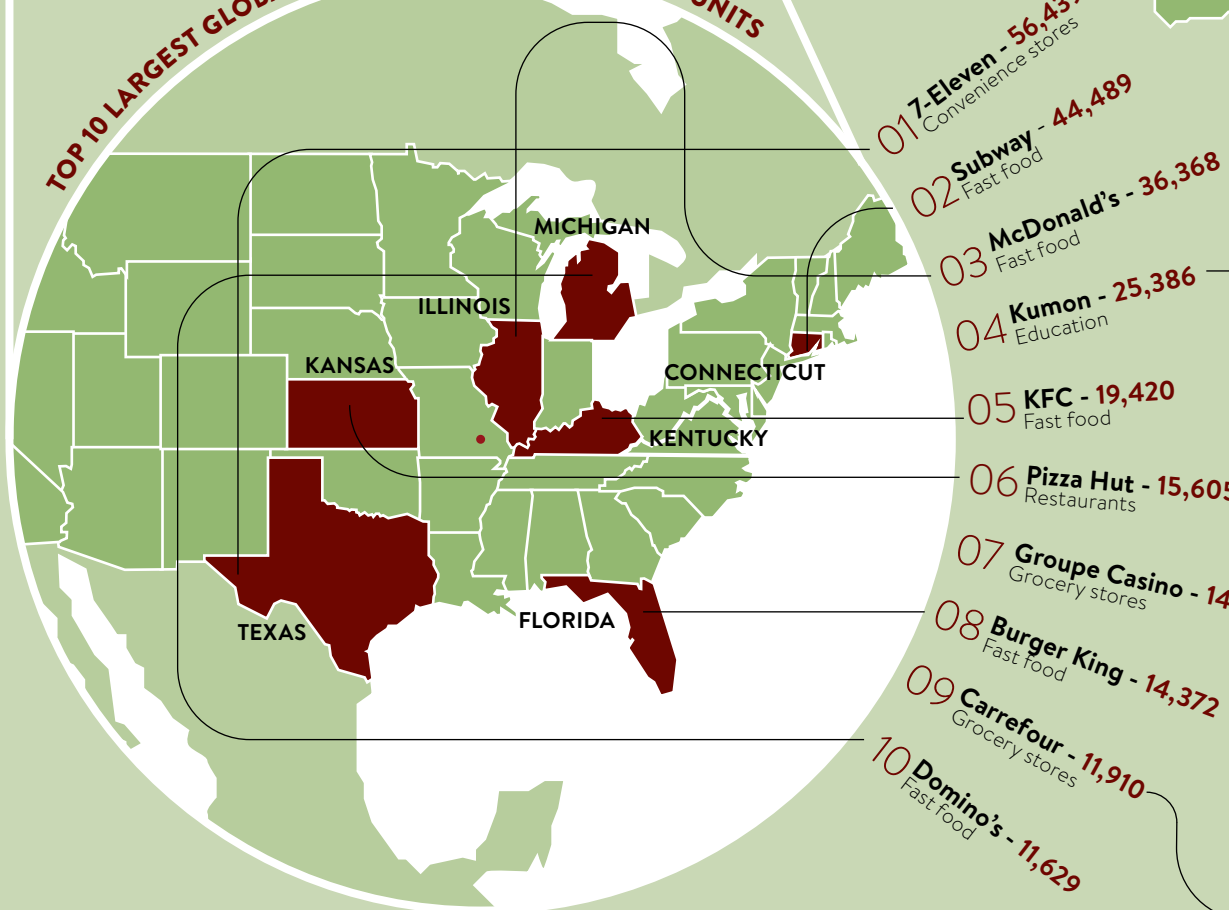 TOP 10 LARGEST
UNITS
01 7-Eleven -
Convenience stores
02 Subway - 44,489
Fast food
03 McDonald's - 36,368
Fast food
04 Kumon - 25,386
Education
05 KFC - 19,420
Fast food
06 Pizza Hut - 15,605
Restaurants
07 Groupe Casino - 14
Grocery stores
08 Burger King - 14,372
Fast food
09 Carrefour - 11,910
Grocery stores
10 Domino's - 11,629
Fast food
MICHIGAN
ILLINOIS
KANSAS
CONNECTICUT
KENTUCKY
FLORIDA
TEXAS